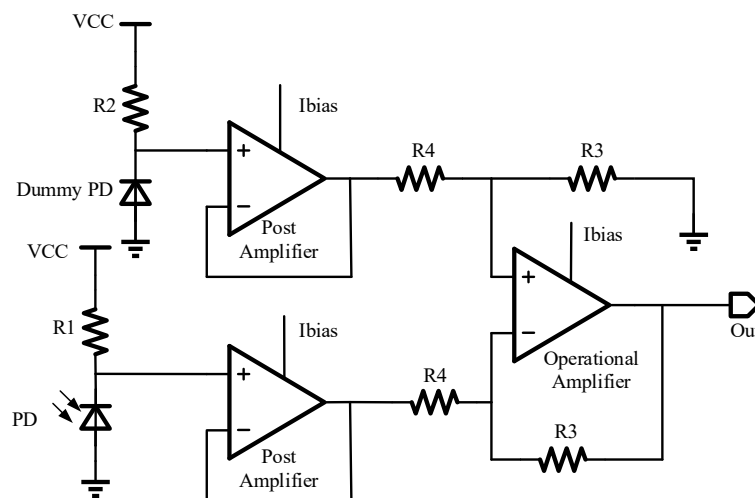 VCC
R2
Ibias
+
−
Dummy PD
Post
Amplifier
R4
R3
VCC
Ibias
+
−
Operational
Amplifier
Ou
R1
Ibias
+
−
PD
Post
Amplifier
R4
R3